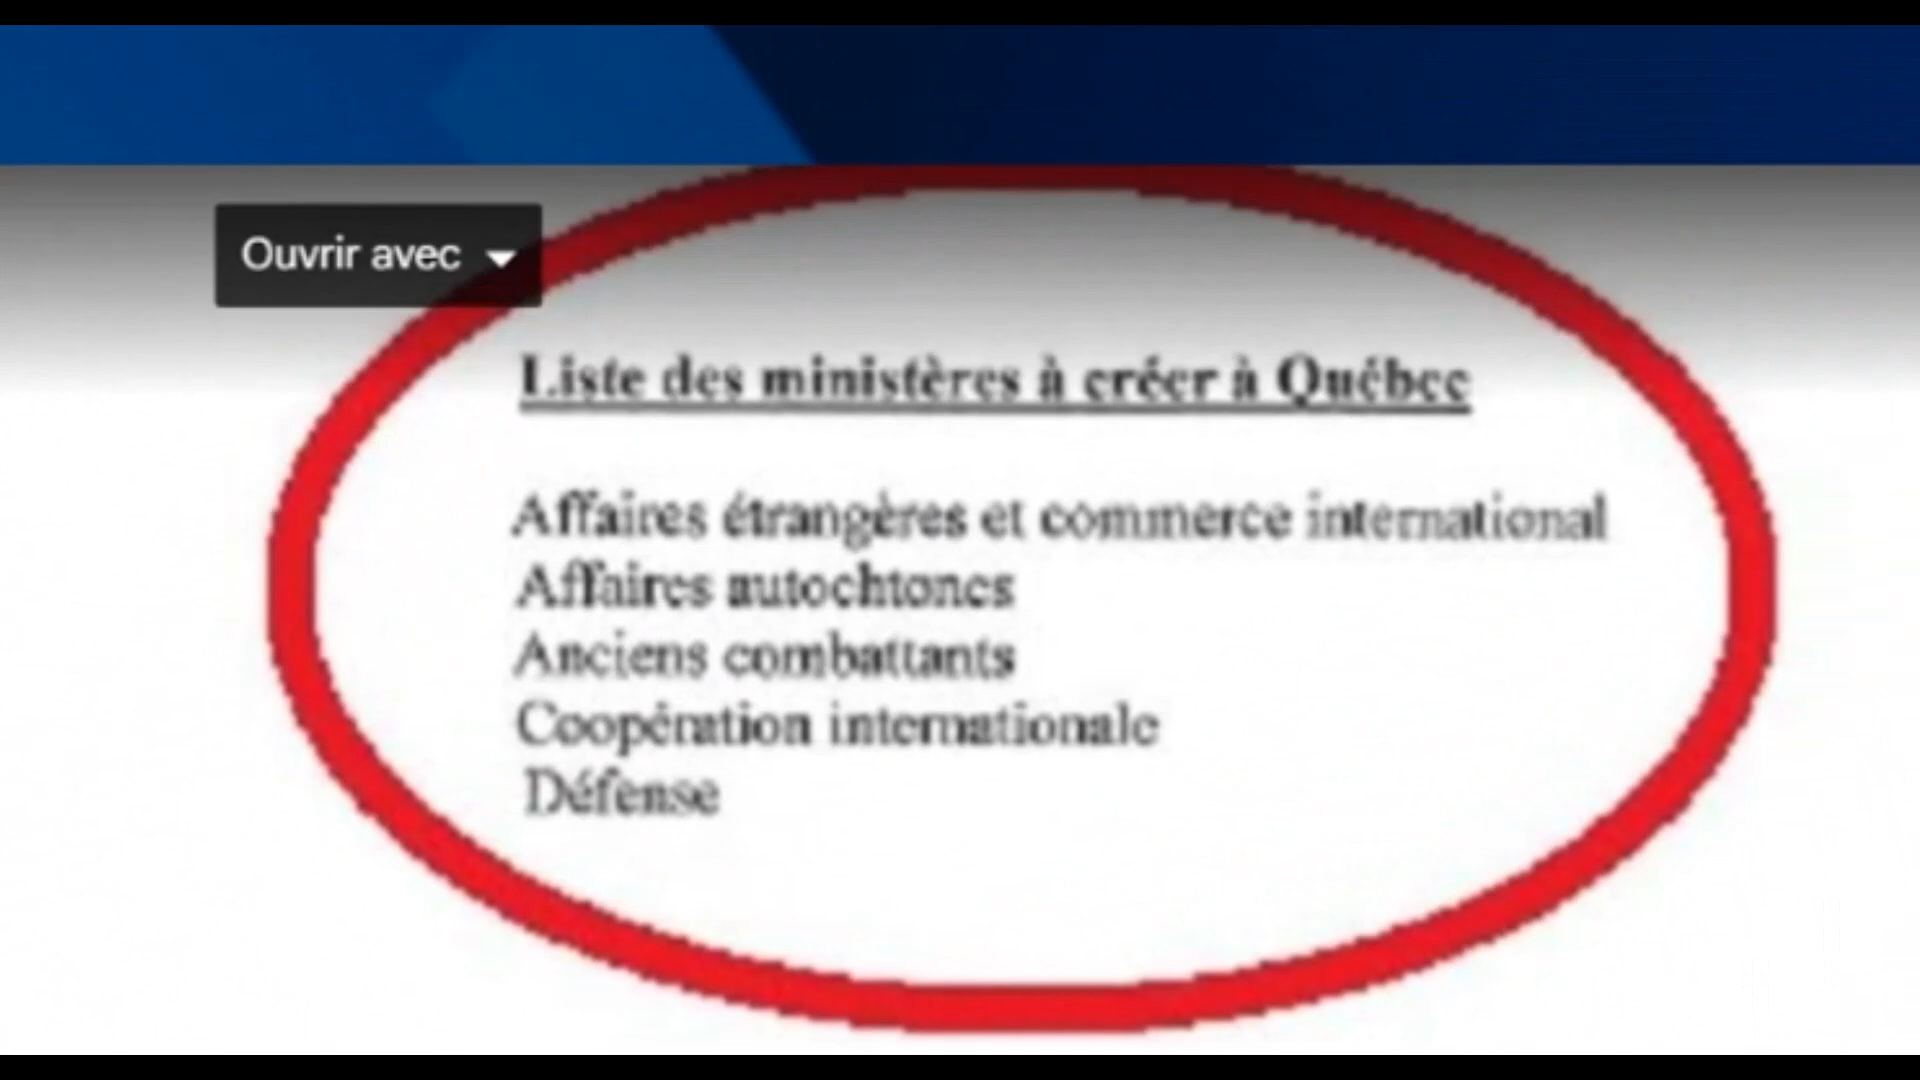 Ouvrir avec
Liste des ministères à créer à Québec
Affaires étrangères et commerce international
Affaires autochtones
Anciens combattants
Coopération internationale
Défense